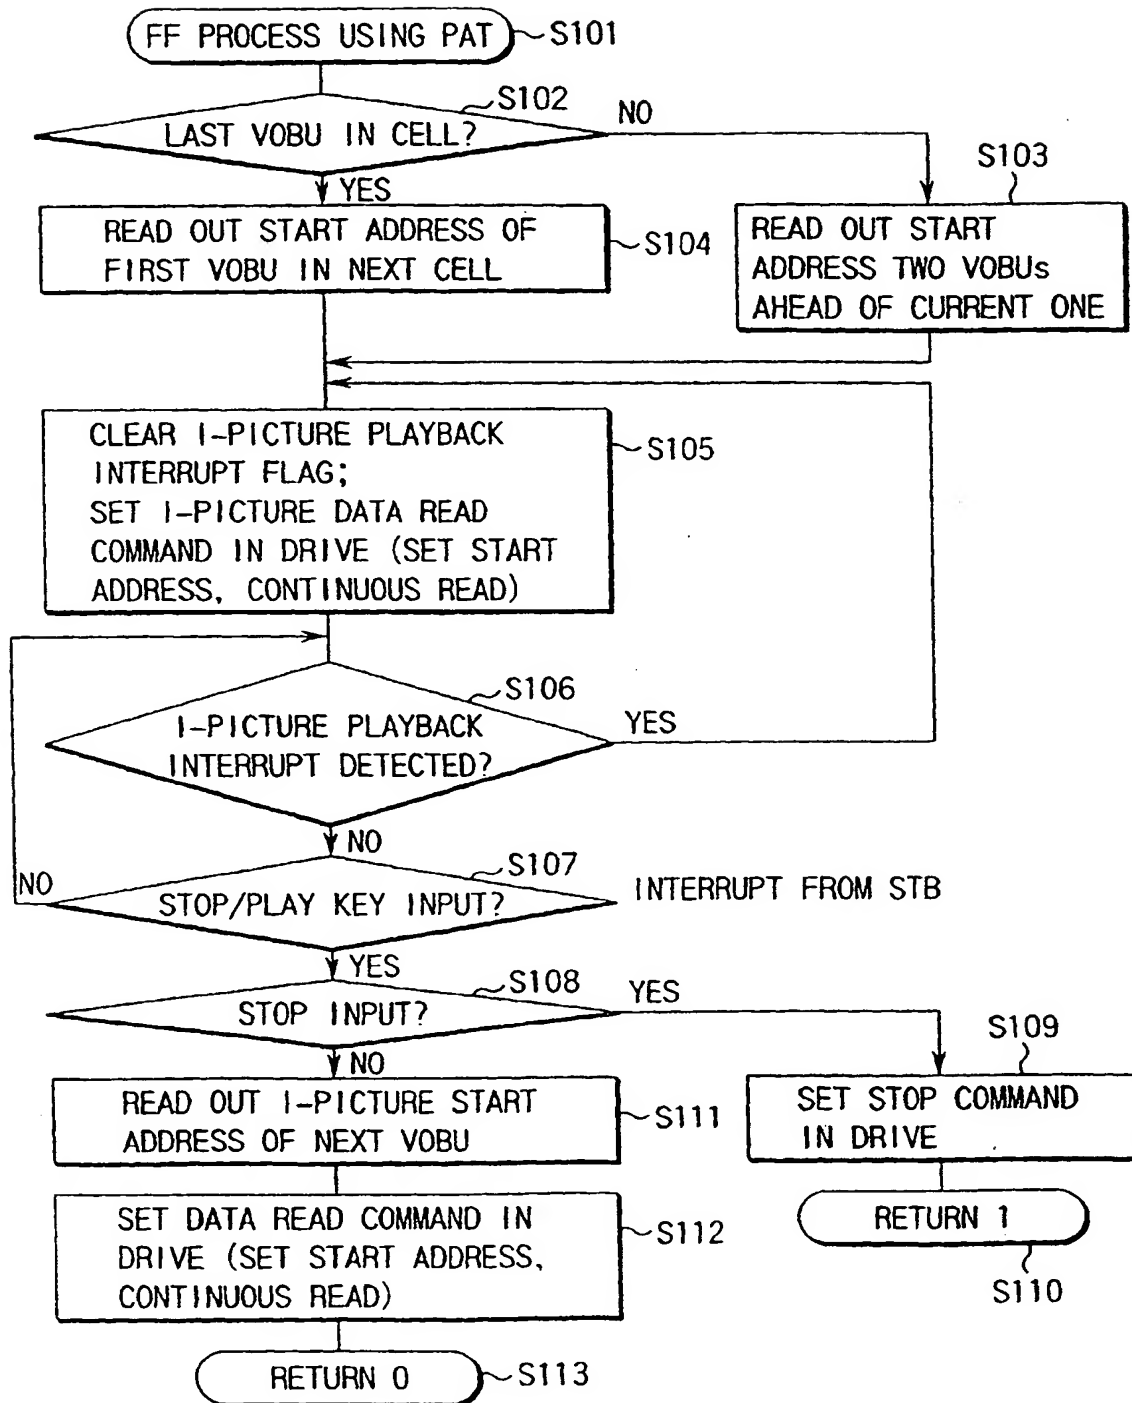 FF PROCESS USING PAT
S101
S102
LAST VOBU IN CELL?
NO
YES
S103
READ OUT START ADDRESS OF
FIRST VOBU IN NEXT CELL
S104
READ OUT START
ADDRESS TWO VOBUs
AHEAD OF CURRENT ONE
CLEAR I-PICTURE PLAYBACK
INTERRUPT FLAG;
SET I-PICTURE DATA READ
COMMAND IN DRIVE (SET START
ADDRESS, CONTINUOUS READ)
S105
S106
I-PICTURE PLAYBACK
INTERRUPT DETECTED?
YES
NO
S107
NO
STOP/PLAY KEY INPUT?
INTERRUPT FROM STB
YES
S108
STOP INPUT?
YES
NO
S109
READ OUT I-PICTURE START
ADDRESS OF NEXT VOBU
S111
SET STOP COMMAND
IN DRIVE
SET DATA READ COMMAND IN
DRIVE (SET START ADDRESS,
CONTINUOUS READ)
S112
RETURN 1
S110
RETURN 0
S113